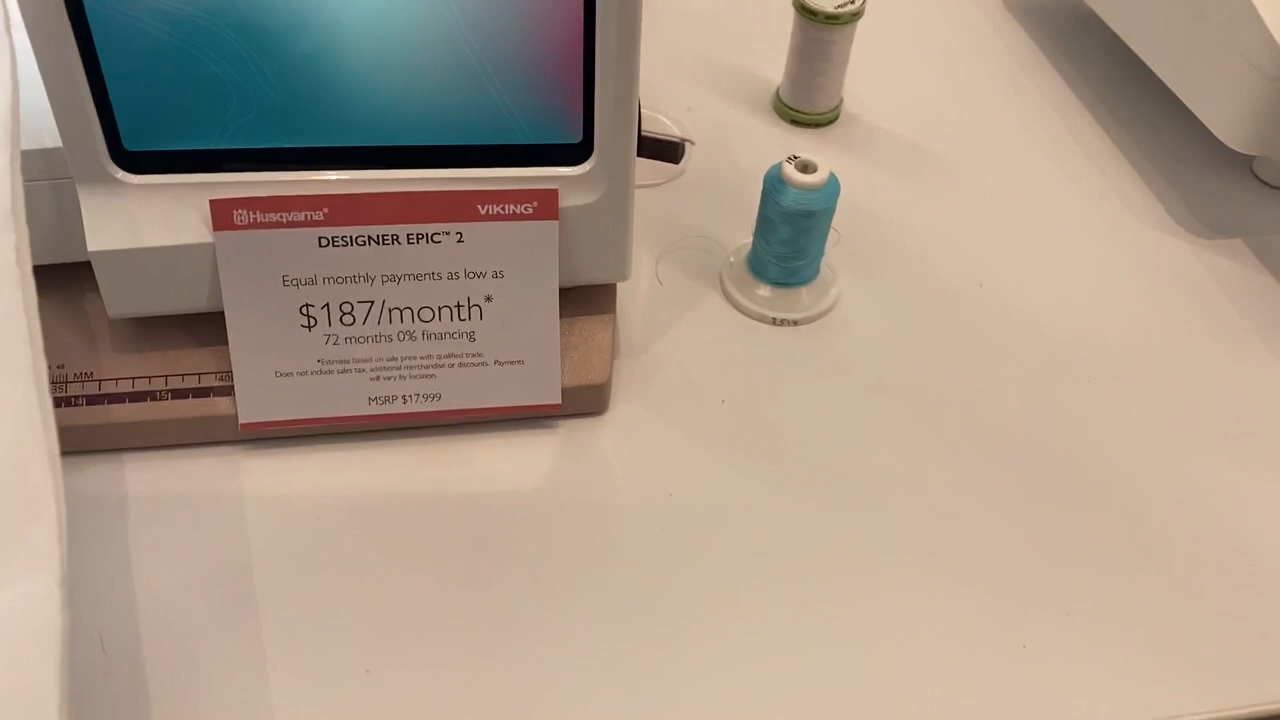 Husqvarna® VIKING®
DESIGNER EPIC™ 2
Equal monthly payments as low as
$187/month*
72 months 0% financing
*Estimate based on sale price with qualified trade.
Does not include sales tax, additional merchandise or discounts. Payments
will vary by location.
MSRP $17,999
MM
35 40
14 15